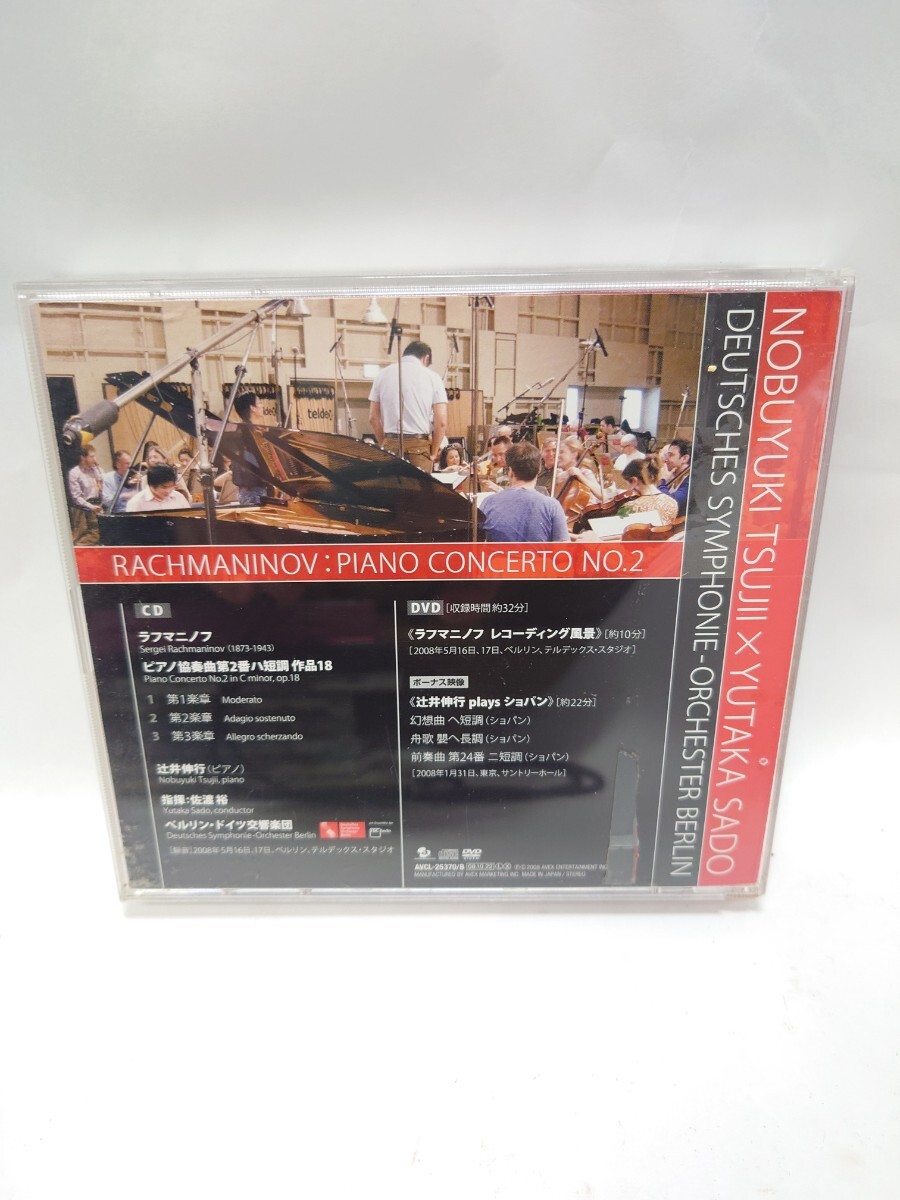 NOBUYUKI TSUJII × YUTAKA SADO
DEUTSCHES SYMPHONIE-ORCHESTER BERLIN
RACHMANINOV : PIANO CONCERTO NO.2
CD
ラフマニノフ
Sergei Rachmaninov (1873-1943)
ピアノ協奏曲第2番ハ短調 作品18
Piano Concerto No.2 in C minor, op.18
1 第1楽章 Moderato
2 第2楽章 Adagio sostenuto
3 第3楽章 Allegro scherzando
辻井伸行(ピアノ)
Nobuyuki Tsujii, piano
指揮:佐渡 裕
Yutaka Sado, conductor
ベルリン・ドイツ交響楽団
Deutsches Symphonie-Orchester Berlin
[録音] 2008年5月16日、17日、ベルリン、テルデックス・スタジオ
DVD [収録時間 約32分]
《ラフマニノフ レコーディング風景》[約10分]
[2008年5月16日、17日、ベルリン、テルデックス・スタジオ]
ボーナス映像
《辻井伸行 plays ショパン》[約22分]
幻想曲 ヘ短調(ショパン)
舟歌 嬰ヘ長調(ショパン)
前奏曲 第24番 ニ短調(ショパン)
[2008年1月31日、東京、サントリーホール]
AVCL-25370/B
2008 AVEX ENTERTAINMENT
MANUFACTURED BY AVEX MARKETING INC. MADE IN JAPAN / STEREO